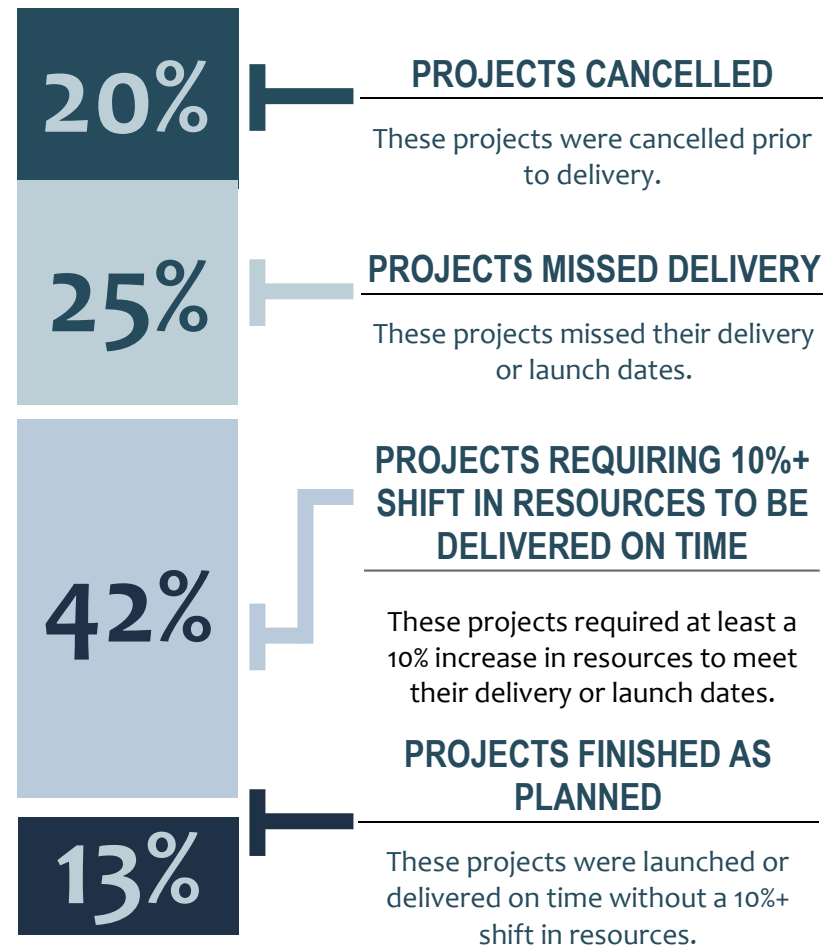 20%
PROJECTS CANCELLED
These projects were cancelled prior
to delivery.
25%
PROJECTS MISSED DELIVERY
These projects missed their delivery
or launch dates.
42%
PROJECTS REQUIRING 10%+
SHIFT IN RESOURCES TO BE
DELIVERED ON TIME
These projects required at least a
10% increase in resources to meet
their delivery or launch dates.
13%
PROJECTS FINISHED AS
PLANNED
These projects were launched or
delivered on time without a 10%+
shift in resources.